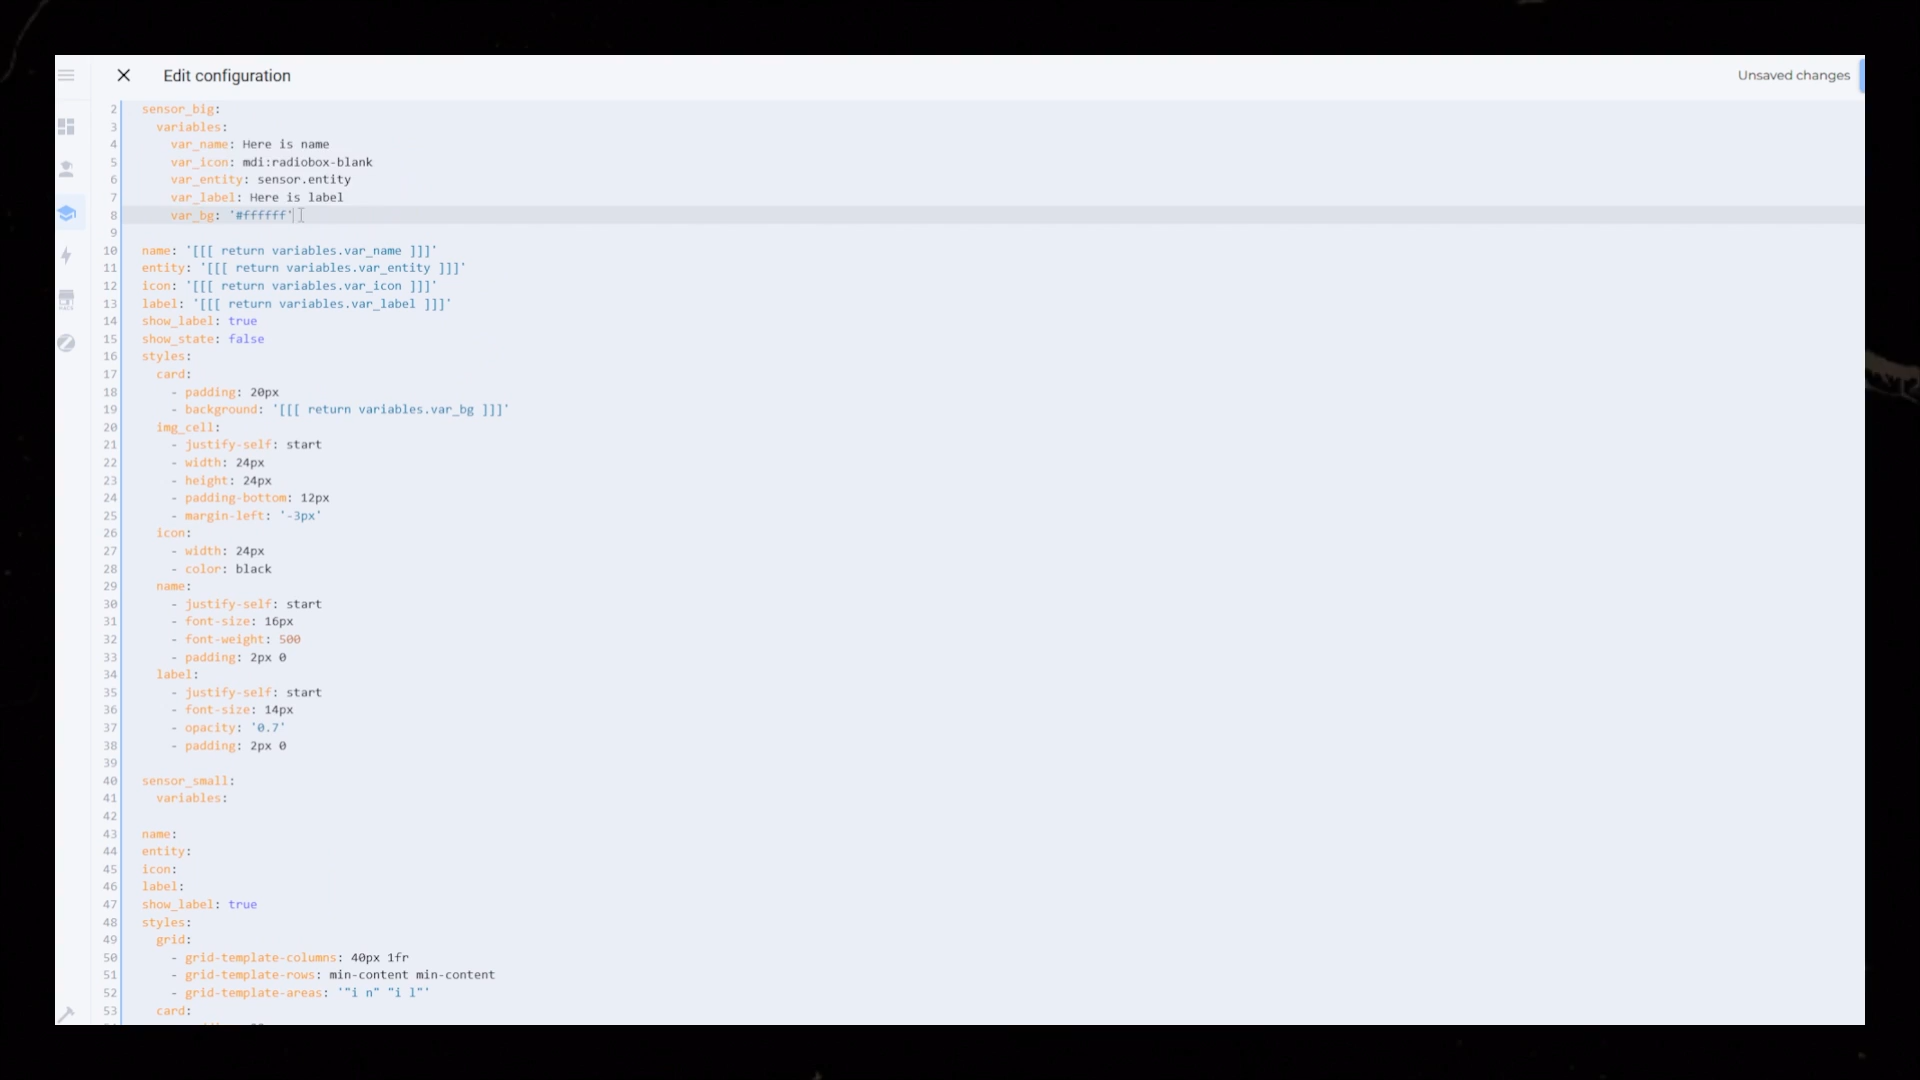 Edit configuration
Unsaved changes
2 sensor_big:
3   variables:
4     var_name: Here is name
5     var_icon: mdi:radiobox-blank
6     var_entity: sensor.entity
7     var_label: Here is label
8     var_bg: '#ffffff'
9
10 name: '[[[ return variables.var_name ]]]'
11 entity: '[[[ return variables.var_entity ]]]'
12 icon: '[[[ return variables.var_icon ]]]'
13 label: '[[[ return variables.var_label ]]]'
14 show_label: true
15 show_state: false
16 styles:
17   card:
18     - padding: 20px
19     - background: '[[[ return variables.var_bg ]]]'
20   img_cell:
21     - justify-self: start
22     - width: 24px
23     - height: 24px
24     - padding-bottom: 12px
25     - margin-left: '-3px'
26   icon:
27     - width: 24px
28     - color: black
29   name:
30     - justify-self: start
31     - font-size: 16px
32     - font-weight: 500
33     - padding: 2px 0
34   label:
35     - justify-self: start
36     - font-size: 14px
37     - opacity: '0.7'
38     - padding: 2px 0
39
40 sensor_small:
41   variables:
42
43 name:
44 entity:
45 icon:
46 label:
47 show_label: true
48 styles:
49   grid:
50     - grid-template-columns: 40px 1fr
51     - grid-template-rows: min-content min-content
52     - grid-template-areas: '"i n" "i l"'
53   card: